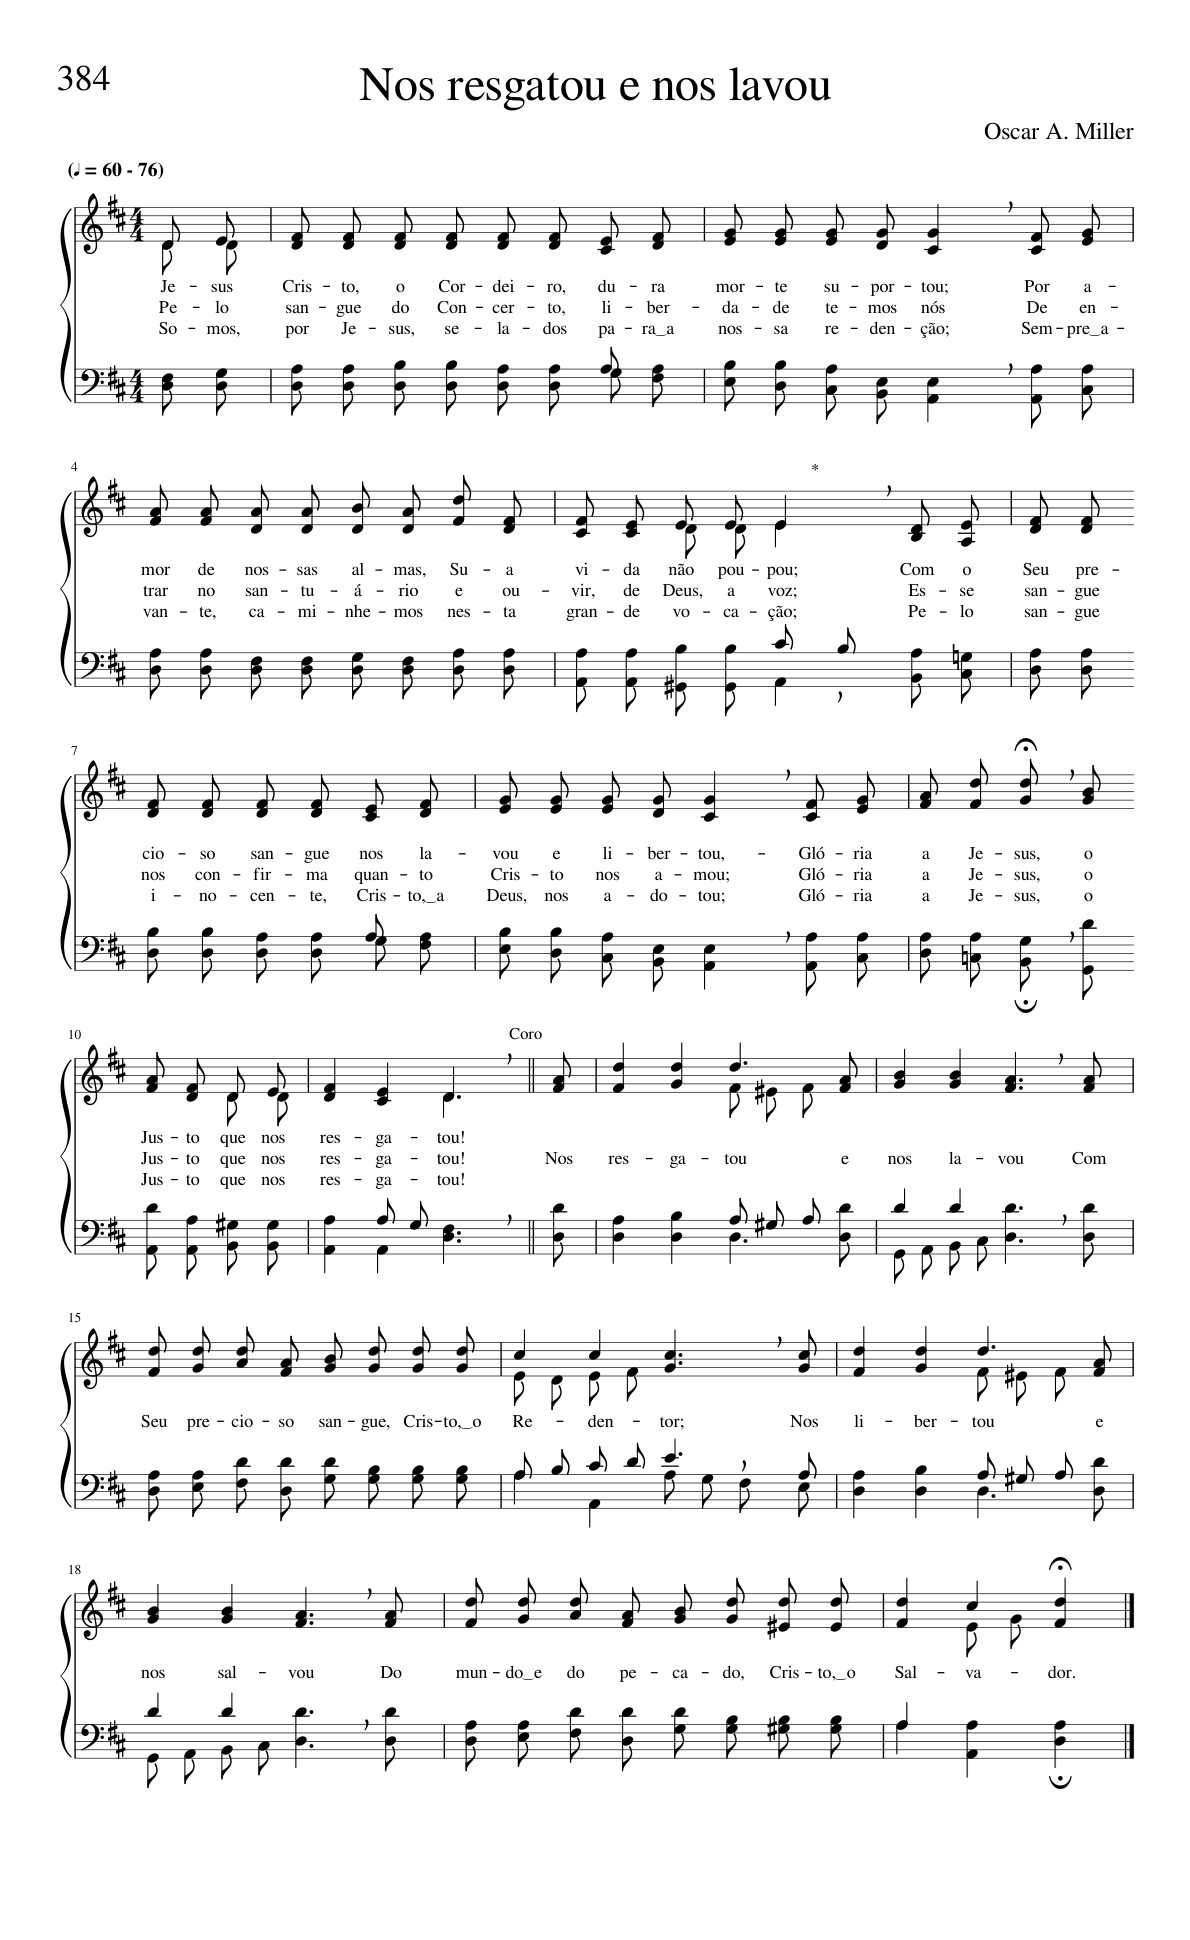 384
Nos resgatou e nos lavou
Oscar A. Miller
(♩ = 60 - 76)
Je - sus Cris - to, o Cor - dei - ro, du - ra mor - te su - por - tou; Por a -
Pe - lo san - gue do Con - cer - to, li - ber - da - de te - mos nós De en -
So - mos, por Je - sus, se - la - dos pa - ra_a nos - sa re - den - ção; Sem - pre_a -
4
*
mor de nos - sas al - mas, Su - a vi - da não pou - pou; Com o Seu pre -
trar no san - tu - á - rio e ou - vir, de Deus, a voz; Es - se san - gue
van - te, ca - mi - nhe - mos nes - ta gran - de vo - ca - ção; Pe - lo san - gue
7
cio - so san - gue nos la - vou e li - ber - tou, - Gló - ria a Je - sus, o
nos con - fir - ma quan - to Cris - to nos a - mou; Gló - ria a Je - sus, o
i - no - cen - te, Cris - to,_a Deus, nos a - do - tou; Gló - ria a Je - sus, o
10
Coro
Jus - to que nos res - ga - tou!
Jus - to que nos res - ga - tou! Nos res - ga - tou e nos la - vou Com
Jus - to que nos res - ga - tou!
15
Seu pre - cio - so san - gue, Cris - to,_o Re - den - tor; Nos li - ber - tou e
18
nos sal - vou Do mun - do_e do pe - ca - do, Cris - to,_o Sal - va - dor.